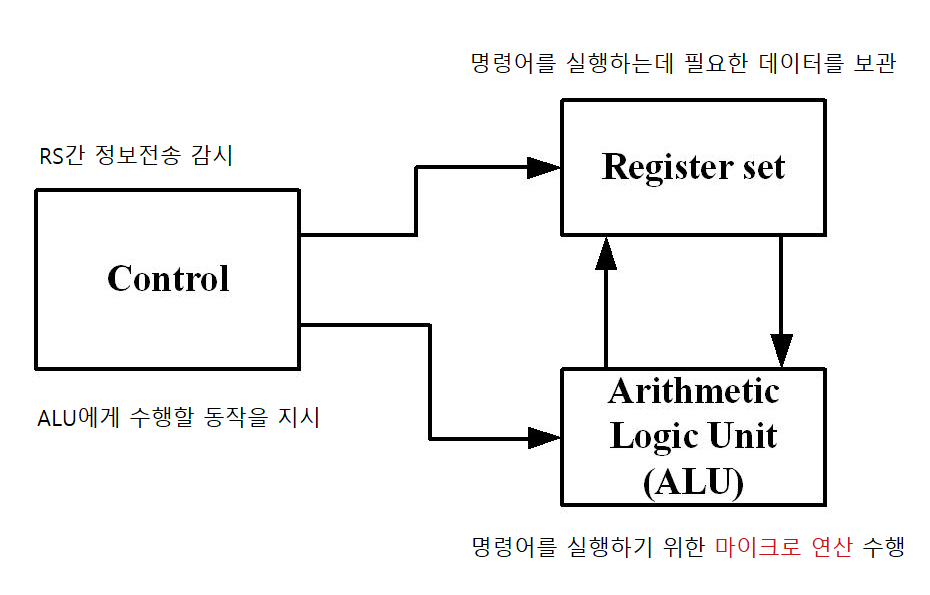 명령어를 실행하는데 필요한 데이터를 보관
RS간 정보전송 감시
Register set
Control
Arithmetic
Logic Unit
(ALU)
ALU에게 수행할 동작을 지시
명령어를 실행하기 위한 마이크로 연산 수행